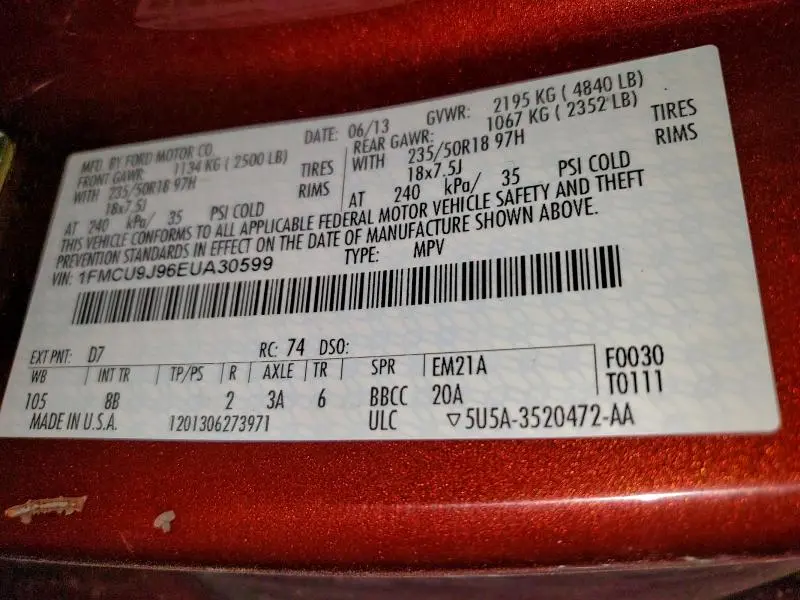 MFD. BY FORD MOTOR CO.
DATE: 06/13
GVWR: 2195 KG ( 4840 LB)
FRONT GAWR: 1134 KG ( 2500 LB)
WITH 235/50R18 97H TIRES
18x7.5J RIMS
AT 240 kPa/ 35 PSI COLD
REAR GAWR: 1067 KG ( 2352 LB)
WITH 235/50R18 97H TIRES
18x7.5J RIMS
AT 240 kPa/ 35 PSI COLD
THIS VEHICLE CONFORMS TO ALL APPLICABLE FEDERAL MOTOR VEHICLE SAFETY AND THEFT
PREVENTION STANDARDS IN EFFECT ON THE DATE OF MANUFACTURE SHOWN ABOVE.
VIN: 1FMCU9J96EUA30599 TYPE: MPV
EXT PNT: D7 RC: 74 DSO:
WB INT TR TP/PS R AXLE TR SPR EM21A F0030
105 8B 2 3A 6 BBCC 20A T0111
MADE IN U.S.A. 1201306273971 ULC ▽5U5A-3520472-AA